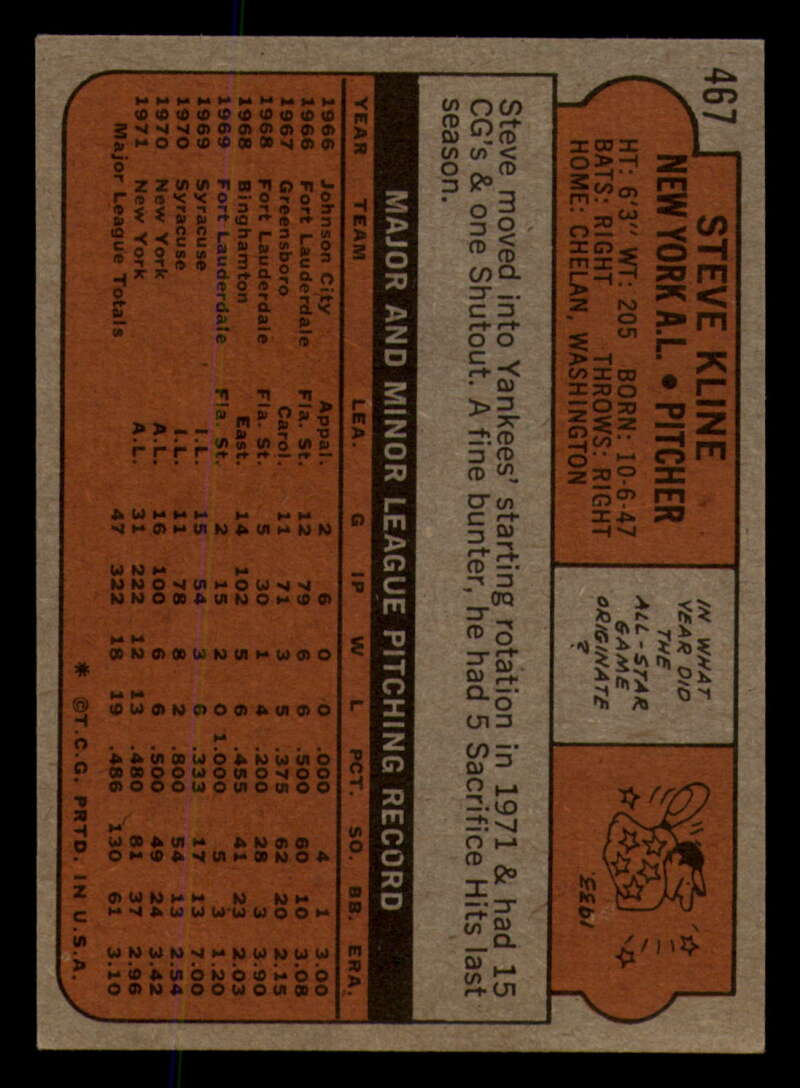 467
STEVE KLINE
NEW YORK A.L. • PITCHER
HT: 6'3" WT: 205 BORN: 10-6-47
BATS: RIGHT THROWS: RIGHT
HOME: CHELAN, WASHINGTON
IN WHAT
YEAR DID
THE
ALL-STAR
GAME
ORIGINATE
?
1933.
Steve moved into Yankees' starting rotation in 1971 & had 15
CG's & one Shutout. A fine bunter, he had 5 Sacrifice Hits last
season.
MAJOR AND MINOR LEAGUE PITCHING RECORD
YEAR TEAM LEA. G IP W L PCT. SO. BB. ERA.
1966 Johnson City Appal. 2 6 0 0 .000 4 1 3.00
1966 Fort Lauderdale Fla. St. 12 79 6 6 .500 60 10 3.08
1967 Greensboro Carol. 11 71 3 5 .375 62 20 2.15
1968 Fort Lauderdale Fla. St. 5 30 1 4 .200 28 3 3.90
1968 Binghamton East. 14 102 5 6 .455 41 23 2.03
1969 Fort Lauderdale Fla. St. 2 15 2 0 1.000 5 3 1.20
1969 Syracuse I.L. 15 54 3 6 .333 17 13 7.00
1970 Syracuse I.L. 11 78 8 2 .800 54 13 2.54
1970 New York A.L. 16 100 6 6 .500 49 24 3.42
1971 New York A.L. 31 222 12 13 .480 81 37 2.96
Major League Totals 47 322 18 19 .486 130 61 3.10
* ©T.C.G. PRTD. IN U.S.A.